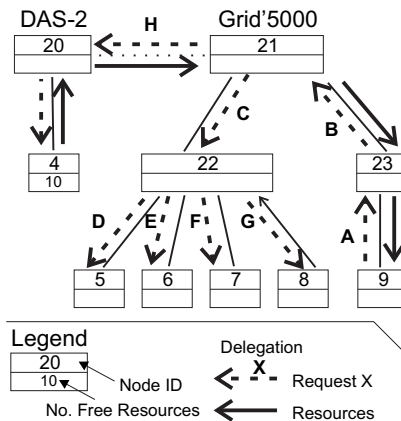 DAS-2
Grid'5000
20
H
21
C
B
4
10
22
23
D
E
F
G
A
5
6
7
8
9
Legend
20
10
Node ID
No. Free Resources
Delegation
X
Request X
Resources